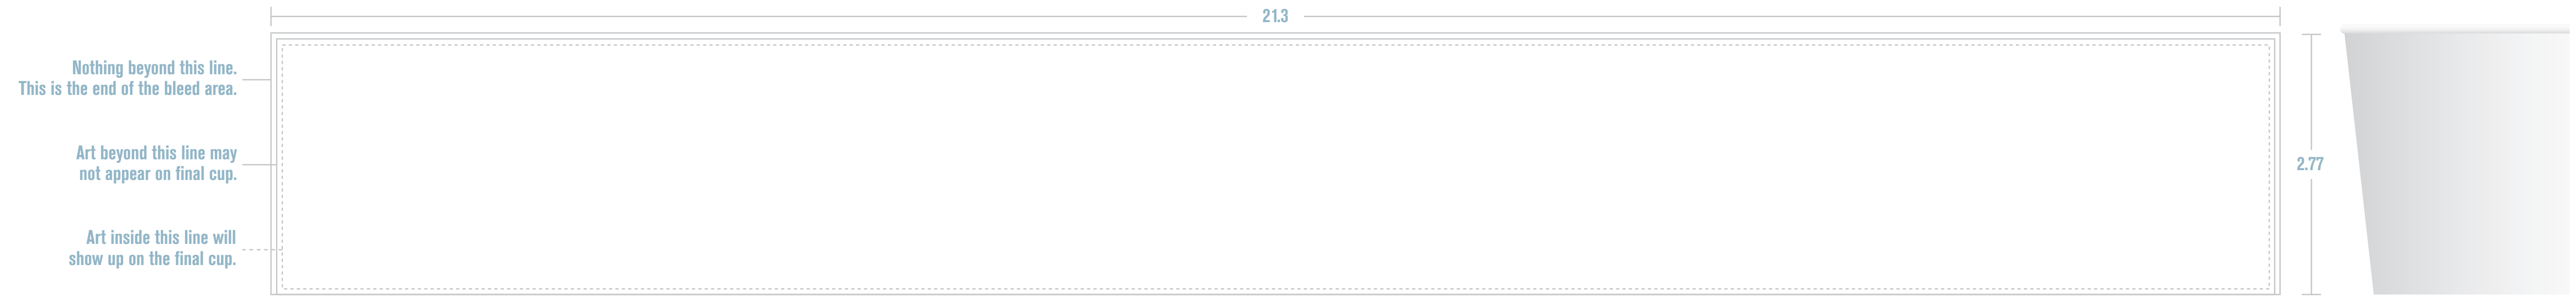 21.3
Nothing beyond this line.
This is the end of the bleed area.
Art beyond this line may
not appear on final cup.
2.77
Art inside this line will
show up on the final cup.